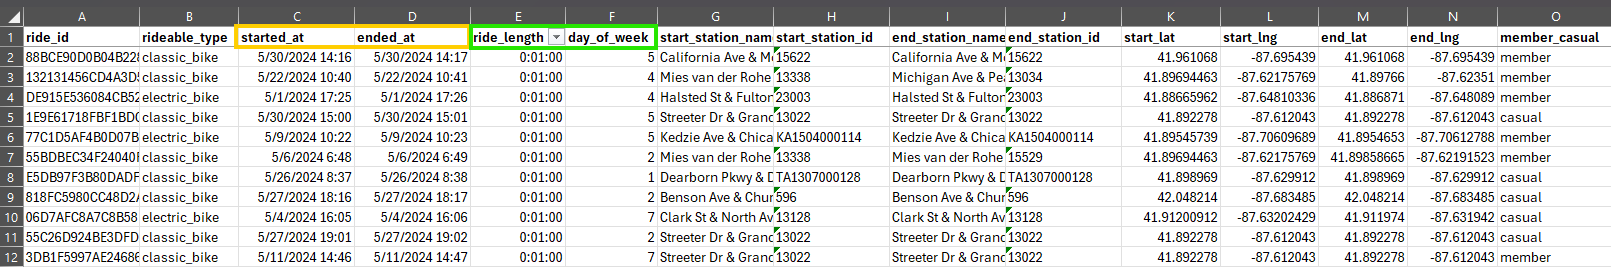 A B C D E F G H I J K L M N O
1 ride_id rideable_type started_at ended_at ride_length day_of_week start_station_nam start_station_id end_station_name end_station_id start_lat start_lng end_lat end_lng member_casual
2 88BCE90D0B04B228 classic_bike 5/30/2024 14:16 5/30/2024 14:17 0:01:00 5 California Ave & M 15622 California Ave & M 15622 41.961068 -87.695439 41.961068 -87.695439 member
3 132131456CD4A3D5 classic_bike 5/22/2024 10:40 5/22/2024 10:41 0:01:00 4 Mies van der Rohe 13338 Michigan Ave & Pe 13034 41.89694463 -87.62175769 41.89766 -87.62351 member
4 DE915E536084CB52 electric_bike 5/1/2024 17:25 5/1/2024 17:26 0:01:00 4 Halsted St & Fulton 23003 Halsted St & Fulton 23003 41.88665962 -87.64810336 41.886871 -87.648089 member
5 1E9E61718FBF1BD classic_bike 5/30/2024 15:00 5/30/2024 15:01 0:01:00 5 Streeter Dr & Grand 13022 Streeter Dr & Grand 13022 41.892278 -87.612043 41.892278 -87.612043 casual
6 77C1D5AF4B0D07B electric_bike 5/9/2024 10:22 5/9/2024 10:23 0:01:00 5 Kedzie Ave & Chica KA1504000114 Kedzie Ave & Chica KA1504000114 41.89545739 -87.70609689 41.8954653 -87.70612788 member
7 55BDBEC34F24040F classic_bike 5/6/2024 6:48 5/6/2024 6:49 0:01:00 2 Mies van der Rohe 13338 Mies van der Rohe 15529 41.89694463 -87.62175769 41.89858665 -87.62191523 member
8 E5DB97F3B80DADF classic_bike 5/26/2024 8:37 5/26/2024 8:38 0:01:00 1 Dearborn Pkwy & D TA1307000128 Dearborn Pkwy & D TA1307000128 41.898969 -87.629912 41.898969 -87.629912 casual
9 818FC5980CC48D2 classic_bike 5/27/2024 18:16 5/27/2024 18:17 0:01:00 2 Benson Ave & Chur 596 Benson Ave & Chur 596 42.048214 -87.683485 42.048214 -87.683485 casual
10 06D7AFC8A7C8B58 electric_bike 5/4/2024 16:05 5/4/2024 16:06 0:01:00 7 Clark St & North Av 13128 Clark St & North Av 13128 41.91200912 -87.63202429 41.911974 -87.631942 casual
11 55C26D924BE3DFD classic_bike 5/27/2024 19:01 5/27/2024 19:02 0:01:00 2 Streeter Dr & Grand 13022 Streeter Dr & Grand 13022 41.892278 -87.612043 41.892278 -87.612043 casual
12 3DB1F5997AE24686 classic_bike 5/11/2024 14:46 5/11/2024 14:47 0:01:00 7 Streeter Dr & Grand 13022 Streeter Dr & Grand 13022 41.892278 -87.612043 41.892278 -87.612043 member